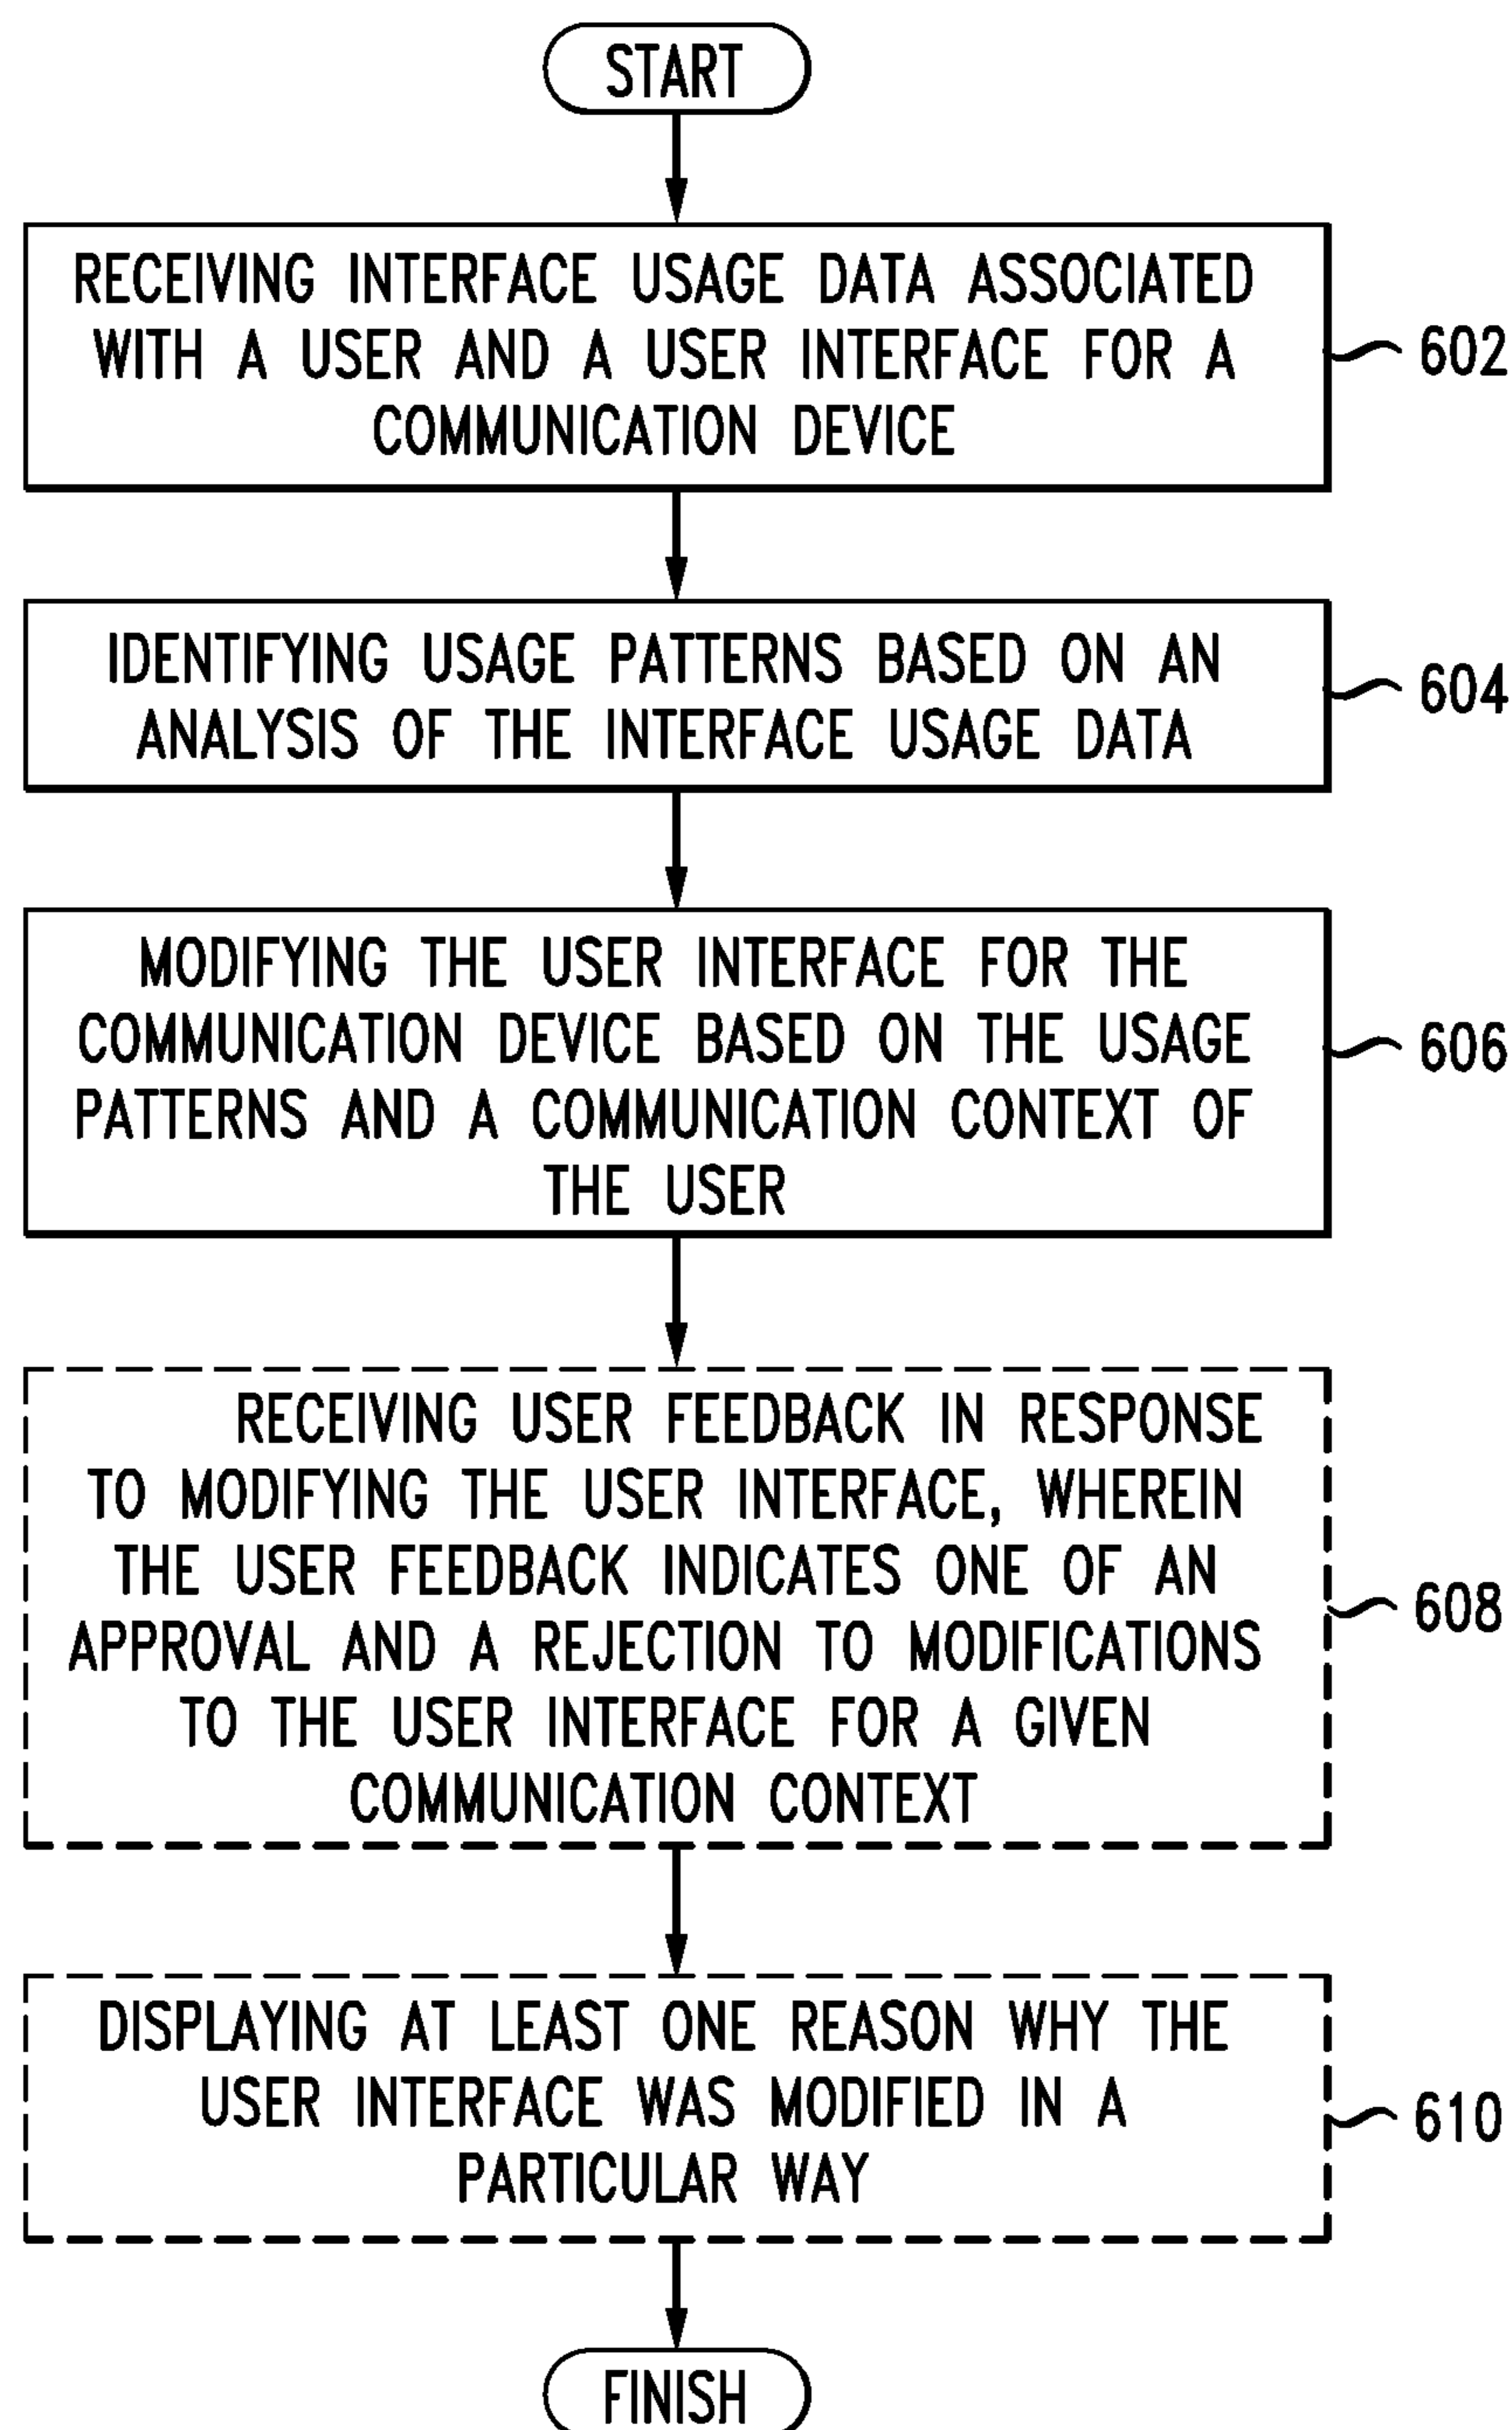 START
RECEIVING INTERFACE USAGE DATA ASSOCIATED
WITH A USER AND A USER INTERFACE FOR A
COMMUNICATION DEVICE
602
IDENTIFYING USAGE PATTERNS BASED ON AN
ANALYSIS OF THE INTERFACE USAGE DATA
604
MODIFYING THE USER INTERFACE FOR THE
COMMUNICATION DEVICE BASED ON THE USAGE
PATTERNS AND A COMMUNICATION CONTEXT OF
THE USER
606
RECEIVING USER FEEDBACK IN RESPONSE
TO MODIFYING THE USER INTERFACE, WHEREIN
THE USER FEEDBACK INDICATES ONE OF AN
APPROVAL AND A REJECTION TO MODIFICATIONS
TO THE USER INTERFACE FOR A GIVEN
COMMUNICATION CONTEXT
608
DISPLAYING AT LEAST ONE REASON WHY THE
USER INTERFACE WAS MODIFIED IN A
PARTICULAR WAY
610
FINISH